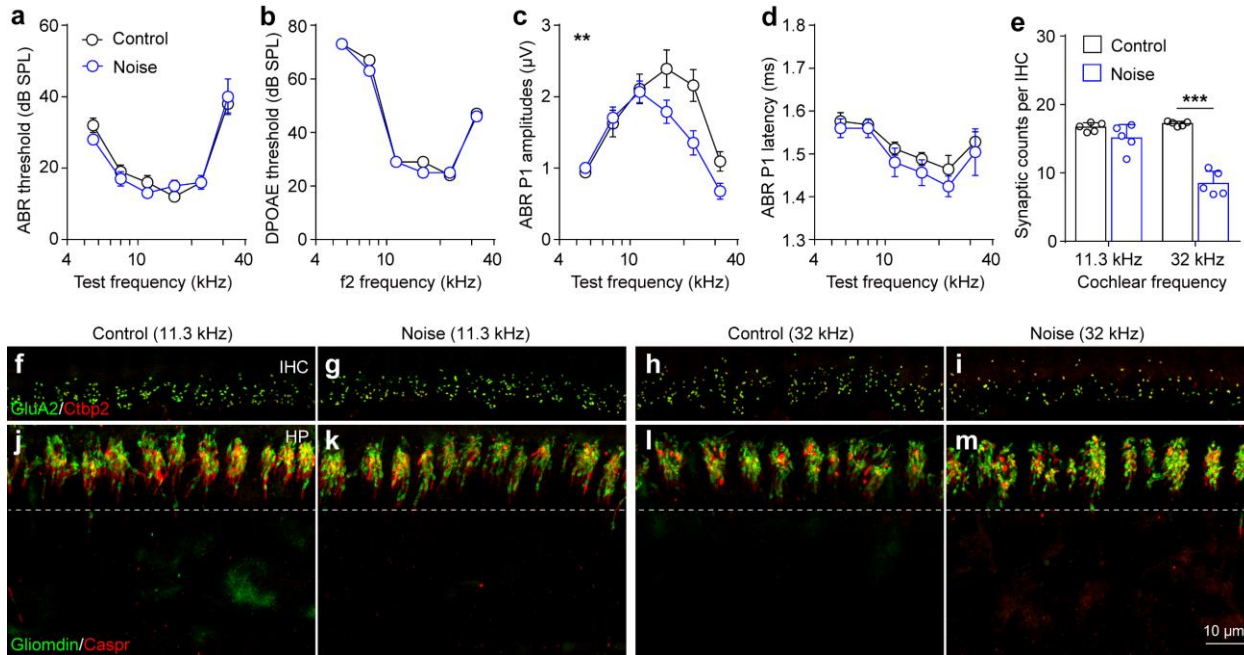 a
ABR threshold (dB SPL)
60
40
20
0
Control
Noise
4
10
40
Test frequency (kHz)
b
DPOAE threshold (dB SPL)
80
60
40
20
0
4
10
40
f2 frequency (kHz)
c
ABR P1 amplitudes (μV)
3
2
1
0
**
4
10
40
Test frequency (kHz)
d
ABR P1 latency (ms)
1.8
1.7
1.6
1.5
1.4
1.3
4
10
40
Test frequency (kHz)
e
Synaptic counts per IHC
30
20
10
0
Control
Noise
***
11.3 kHz
32 kHz
Cochlear frequency
Control (11.3 kHz)
Noise (11.3 kHz)
Control (32 kHz)
Noise (32 kHz)
f
IHC
GluA2/Ctbp2
g
h
i
j
HP
Gliomdin/Caspr
k
l
m
10 μm